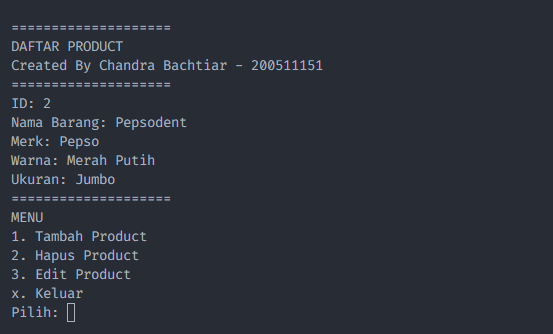 =====================
DAFTAR PRODUCT
Created By Chandra Bachtiar - 200511151
=====================
ID: 2
Nama Barang: Pepsodent
Merk: Pepso
Warna: Merah Putih
Ukuran: Jumbo
=====================
MENU
1. Tambah Product
2. Hapus Product
3. Edit Product
x. Keluar
Pilih: